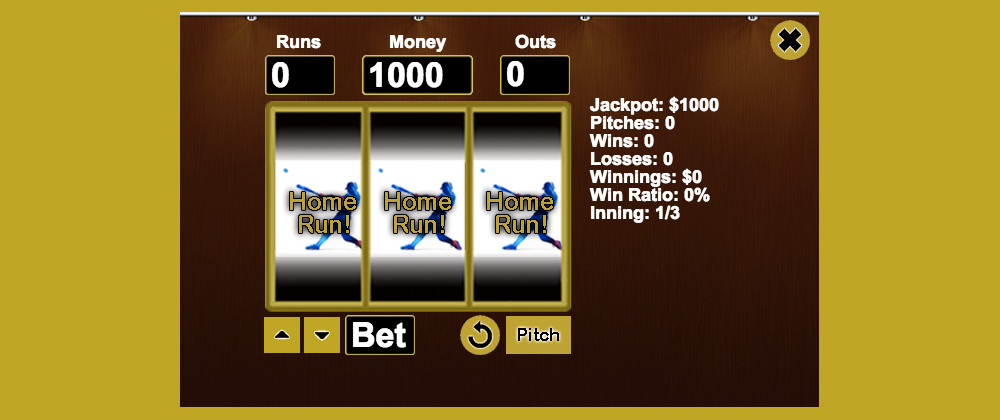 Runs
Money
Outs
0
1000
0
Jackpot: $1000
Pitches: 0
Wins: 0
Losses: 0
Winnings: $0
Win Ratio: 0%
Inning: 1/3
Home
Run!
Home
Run!
Home
Run!
Bet
Pitch